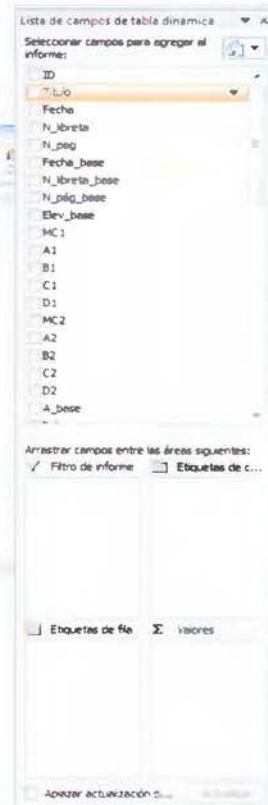 Lista de campos de tabla dinámica
Seleccionar campos para agregar al
informe:
ID
Título
Fecha
N_libreta
N_pag
Fecha_base
N_libreta_base
N_pág_base
Elev_base
MC1
A1
B1
C1
D1
MC2
A2
B2
C2
D2
A_base
Arrastrar campos entre las áreas siguientes:
Filtro de informe
Etiquetas de c...
Etiquetas de fila
Σ Valores
Aplazar actualización